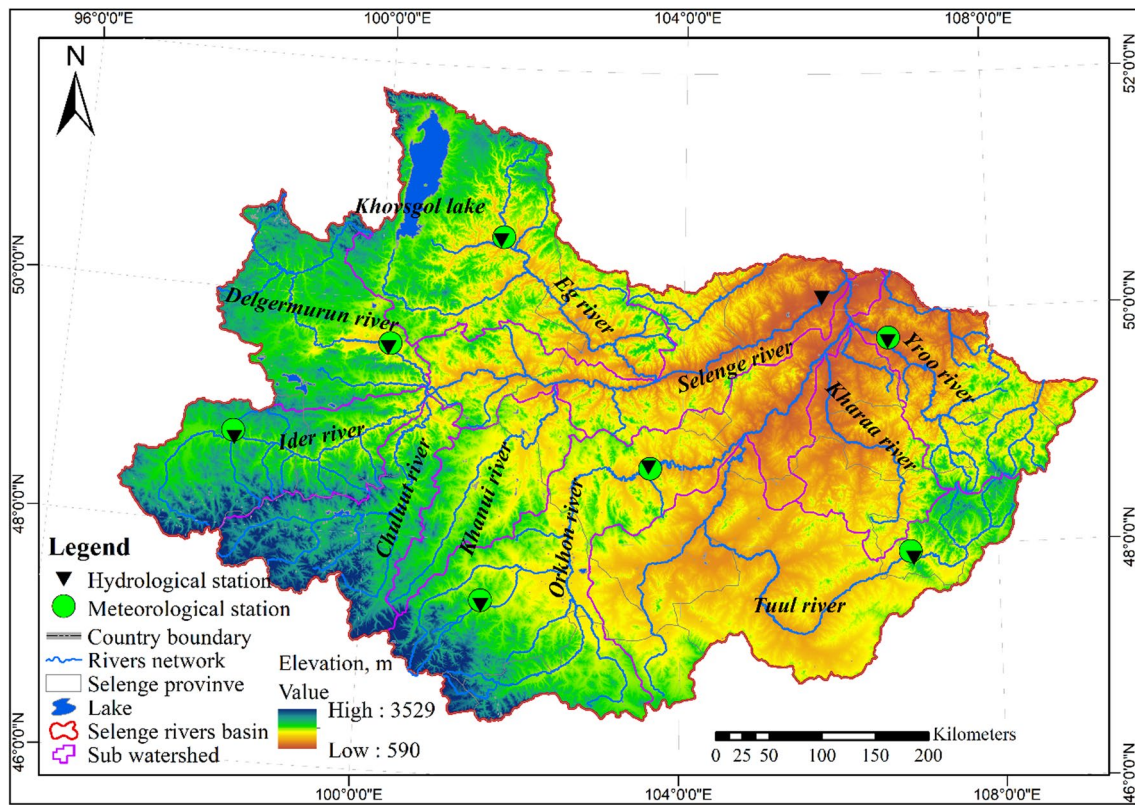 96°0'0"E 100°0'0"E 104°0'0"E 108°0'0"E
N
52°0'0"N
Khovsgol lake
50°0'0"N
50°0'0"N
Delgermurun river
Eg river
Selenge river
Yroo river
Ider river
Kharaa river
Chuluut river
Khanui river
Orkhon river
48°0'0"N
48°0'0"N
Tuul river
Legend
Hydrological station
Meteorological station
Country boundary
Rivers network
Selenge provinve
Lake
Selenge rivers basin
Sub watershed
Elevation, m
Value
High : 3529
Low : 590
Kilometers
0 25 50 100 150 200
46°0'0"N
46°0'0"N
100°0'0"E 104°0'0"E 108°0'0"E